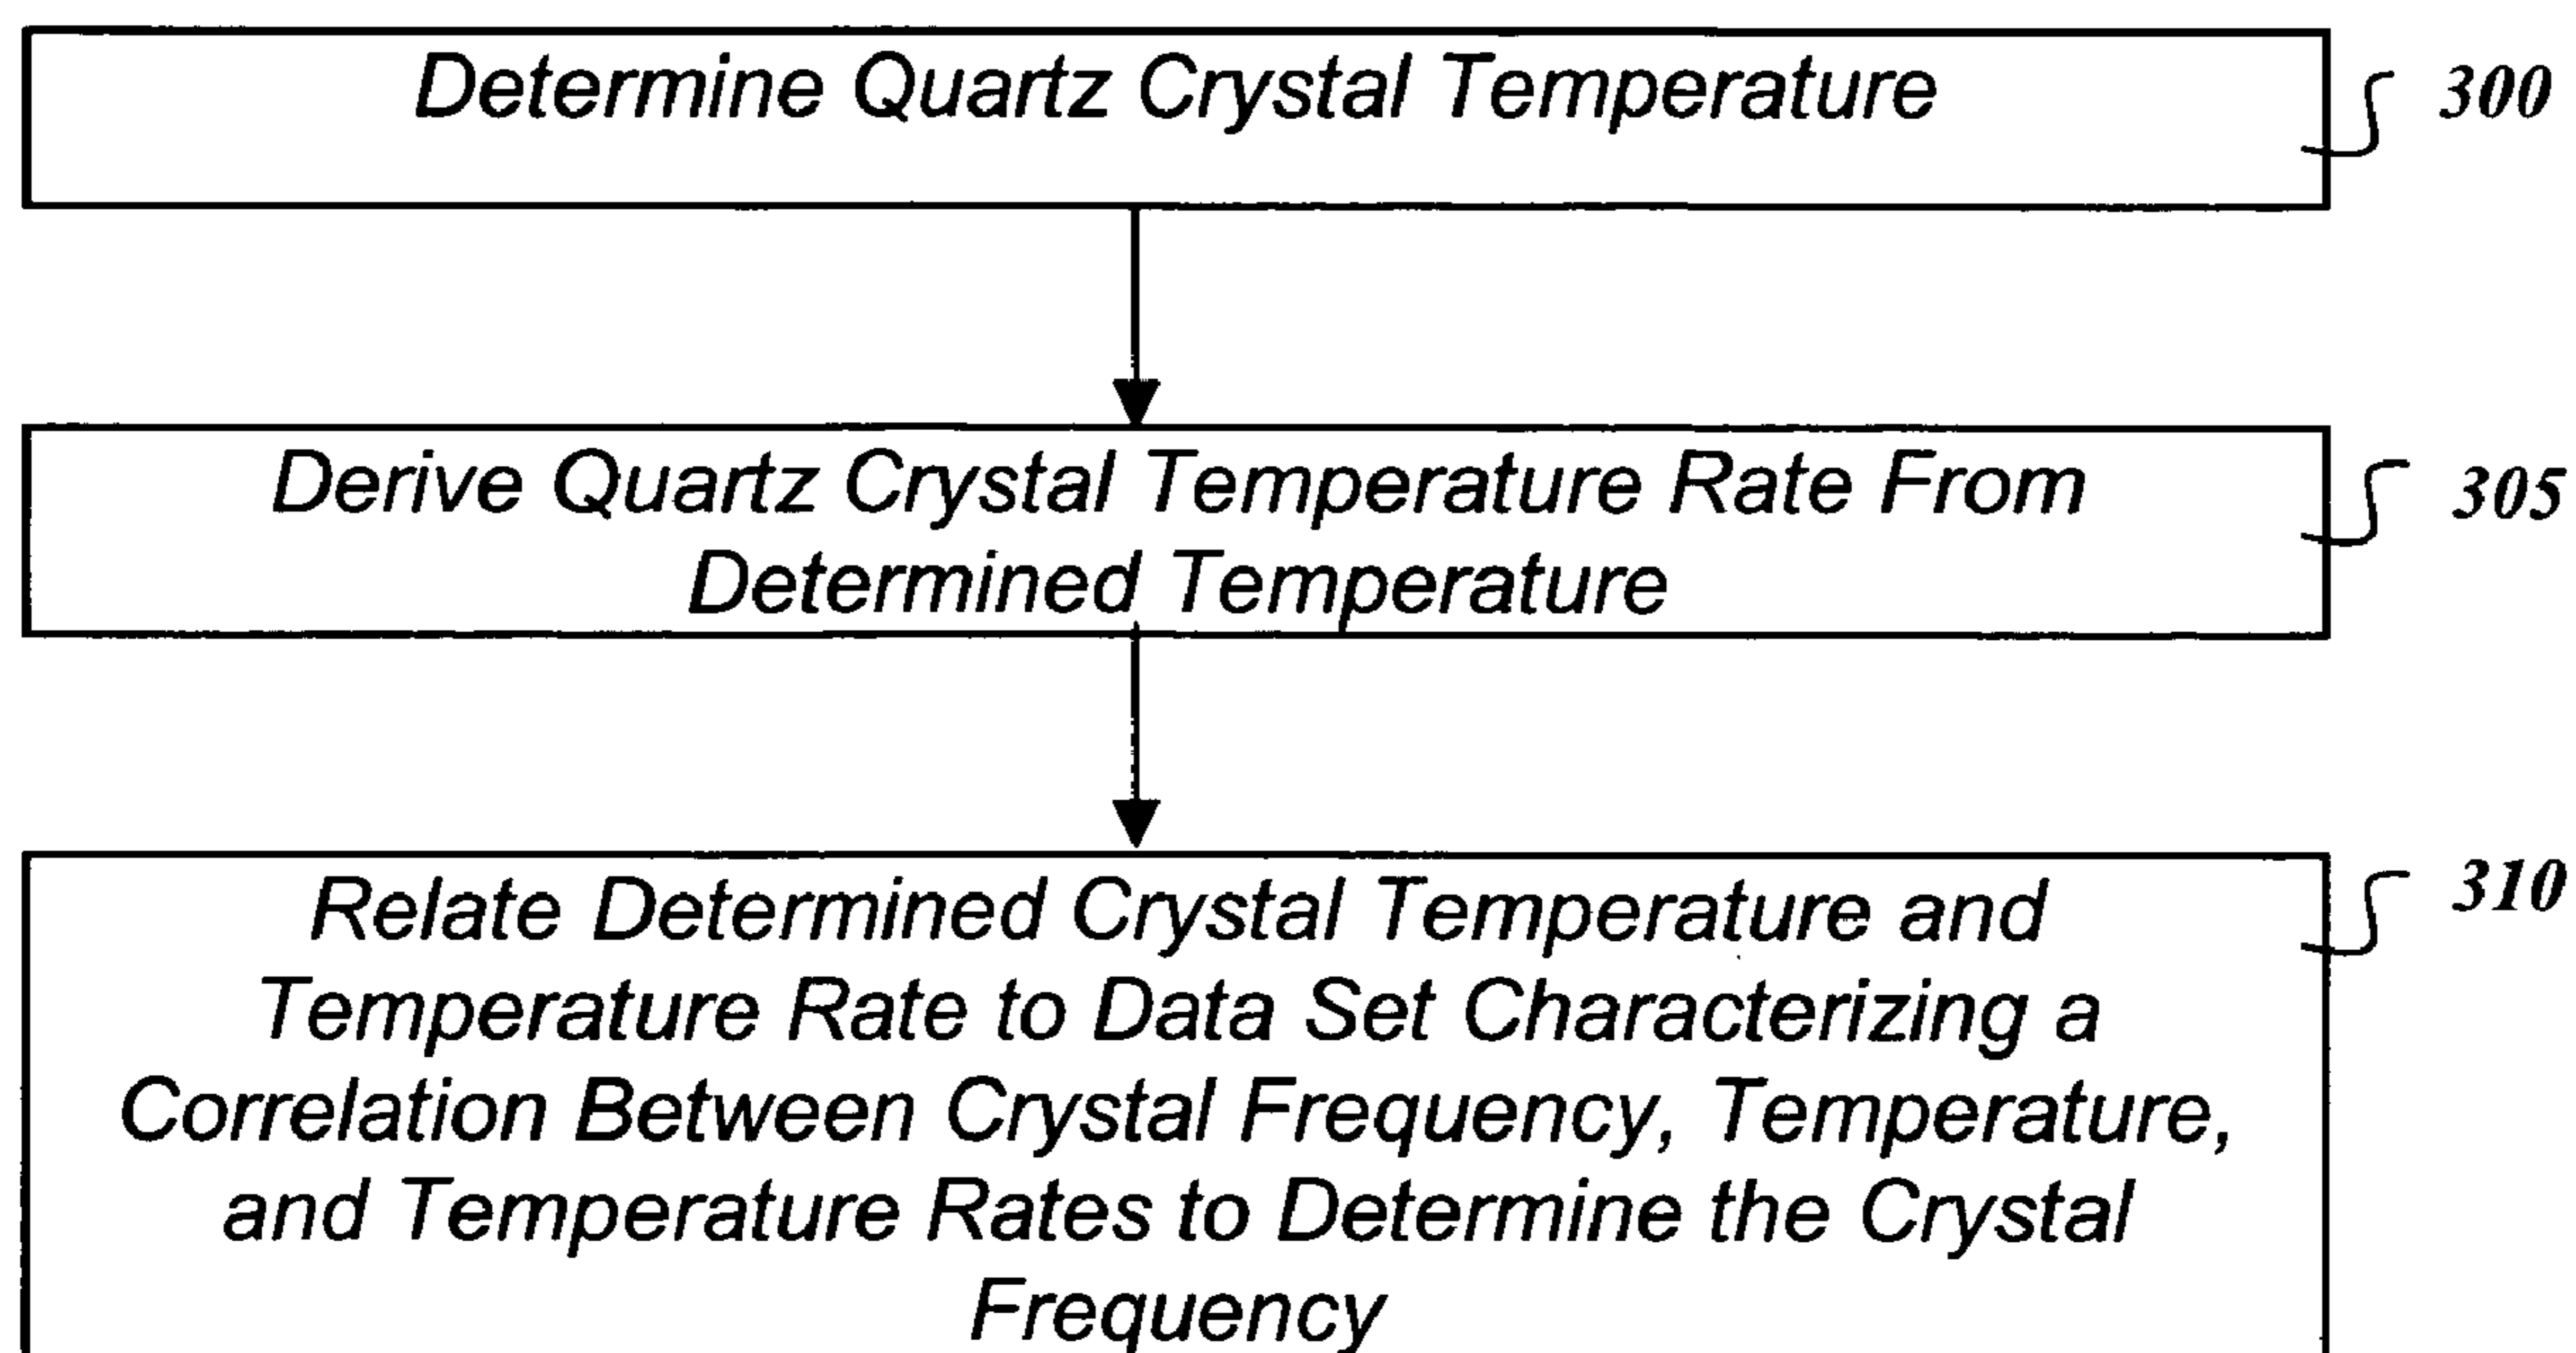 Determine Quartz Crystal Temperature
300
Derive Quartz Crystal Temperature Rate From
305
Determined Temperature
Relate Determined Crystal Temperature and
310
Temperature Rate to Data Set Characterizing a
Correlation Between Crystal Frequency, Temperature,
and Temperature Rates to Determine the Crystal
Frequency